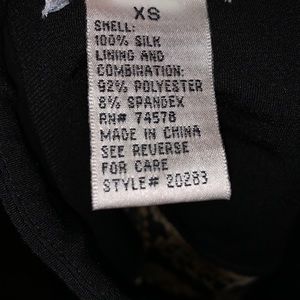 XS
SHELL:
100% SILK
LINING AND
COMBINATION:
92% POLYESTER
8% SPANDEX
RN# 74578
MADE IN CHINA
SEE REVERSE
FOR CARE
STYLE# 20283